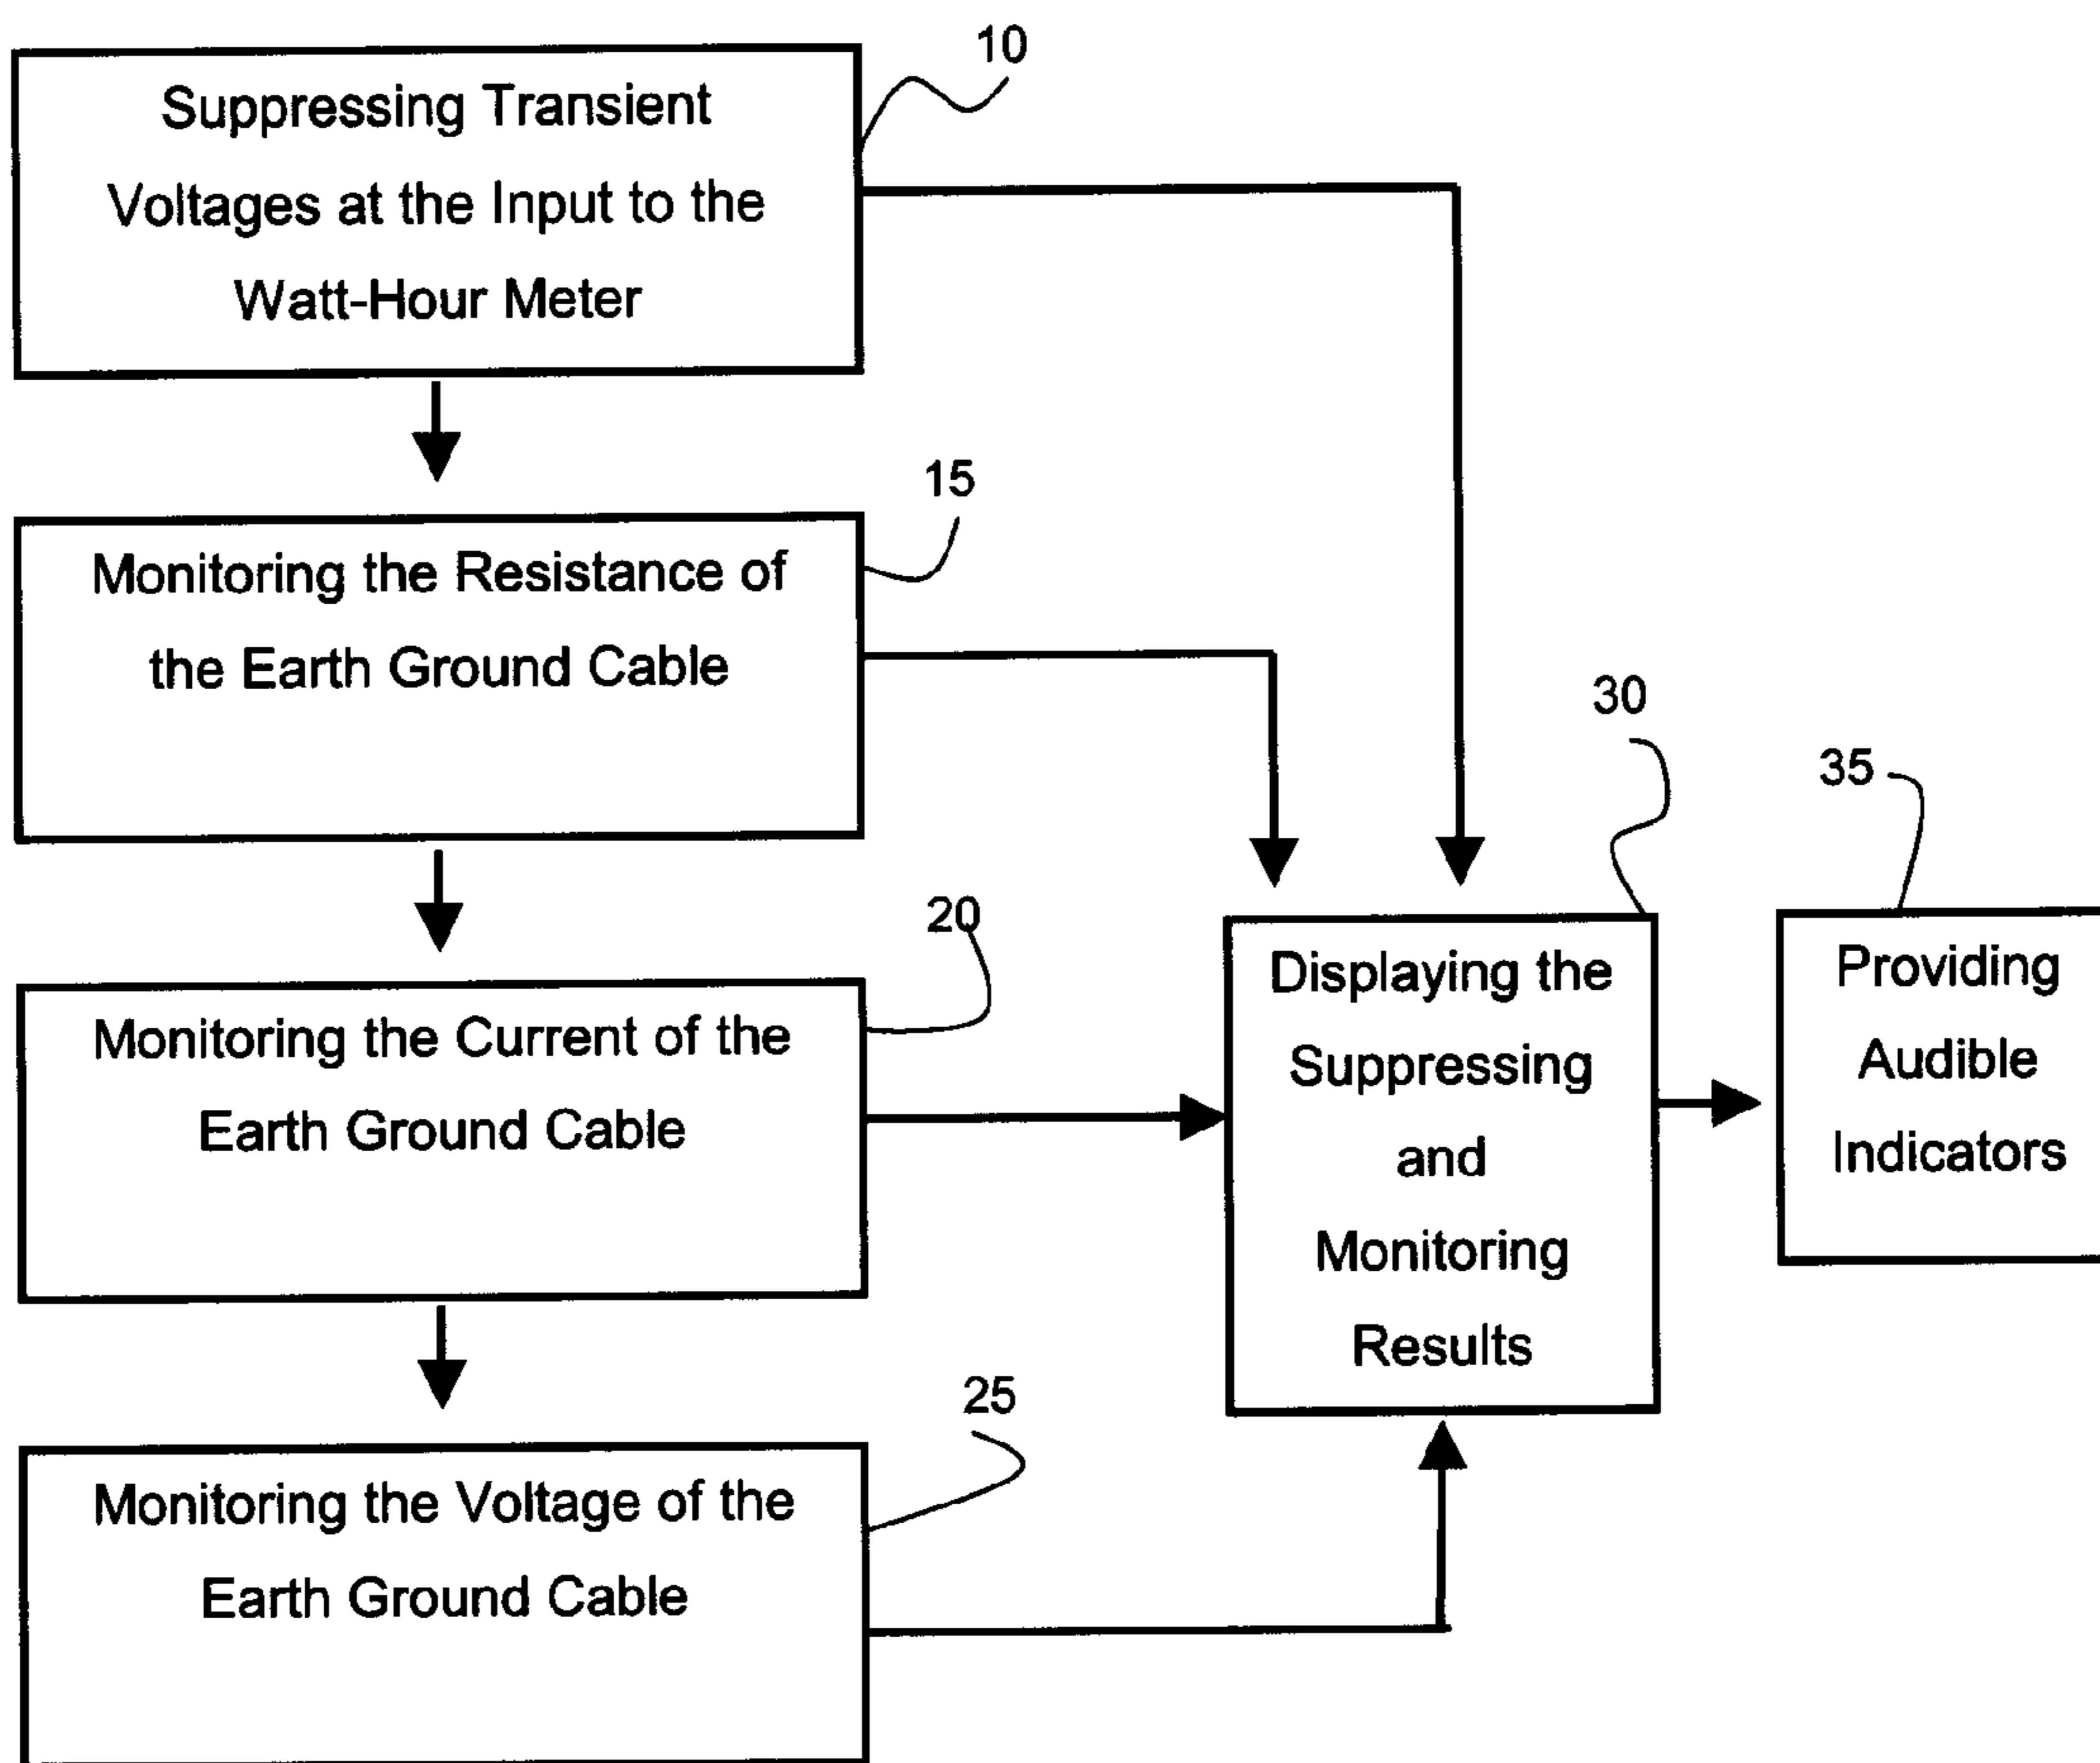 10
Suppressing Transient
Voltages at the Input to the
Watt-Hour Meter
15
Monitoring the Resistance of
the Earth Ground Cable
20
Monitoring the Current of the
Earth Ground Cable
25
Monitoring the Voltage of the
Earth Ground Cable
30
Displaying the
Suppressing
and
Monitoring
Results
35
Providing
Audible
Indicators